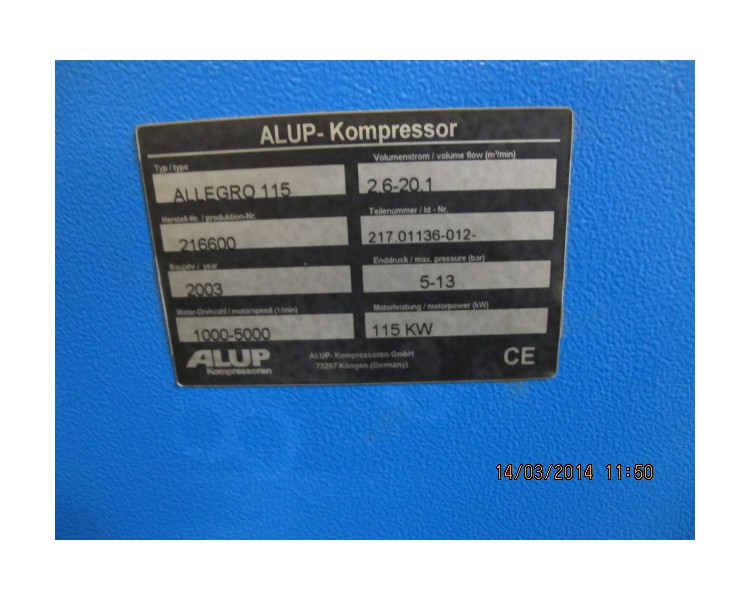 ALUP- Kompressor
Typ / type
ALLEGRO 115
Volumenstrom / volume flow (m³/min)
2,6-20,1
Herstell-Nr. / produktion-Nr.
216600
Teilenummer / Id - Nr.
217.01136-012-
Baujahr / year
2003
Enddruck / max. pressure (bar)
5-13
Motor-Drehzahl / motorspeed (1/min)
1000-5000
Motorleistung / motorpower (kW)
115 KW
ALUP
Kompressoren
ALUP- Kompressoren GmbH
73257 Köngen (Germany)
CE
14/03/2014 11:50